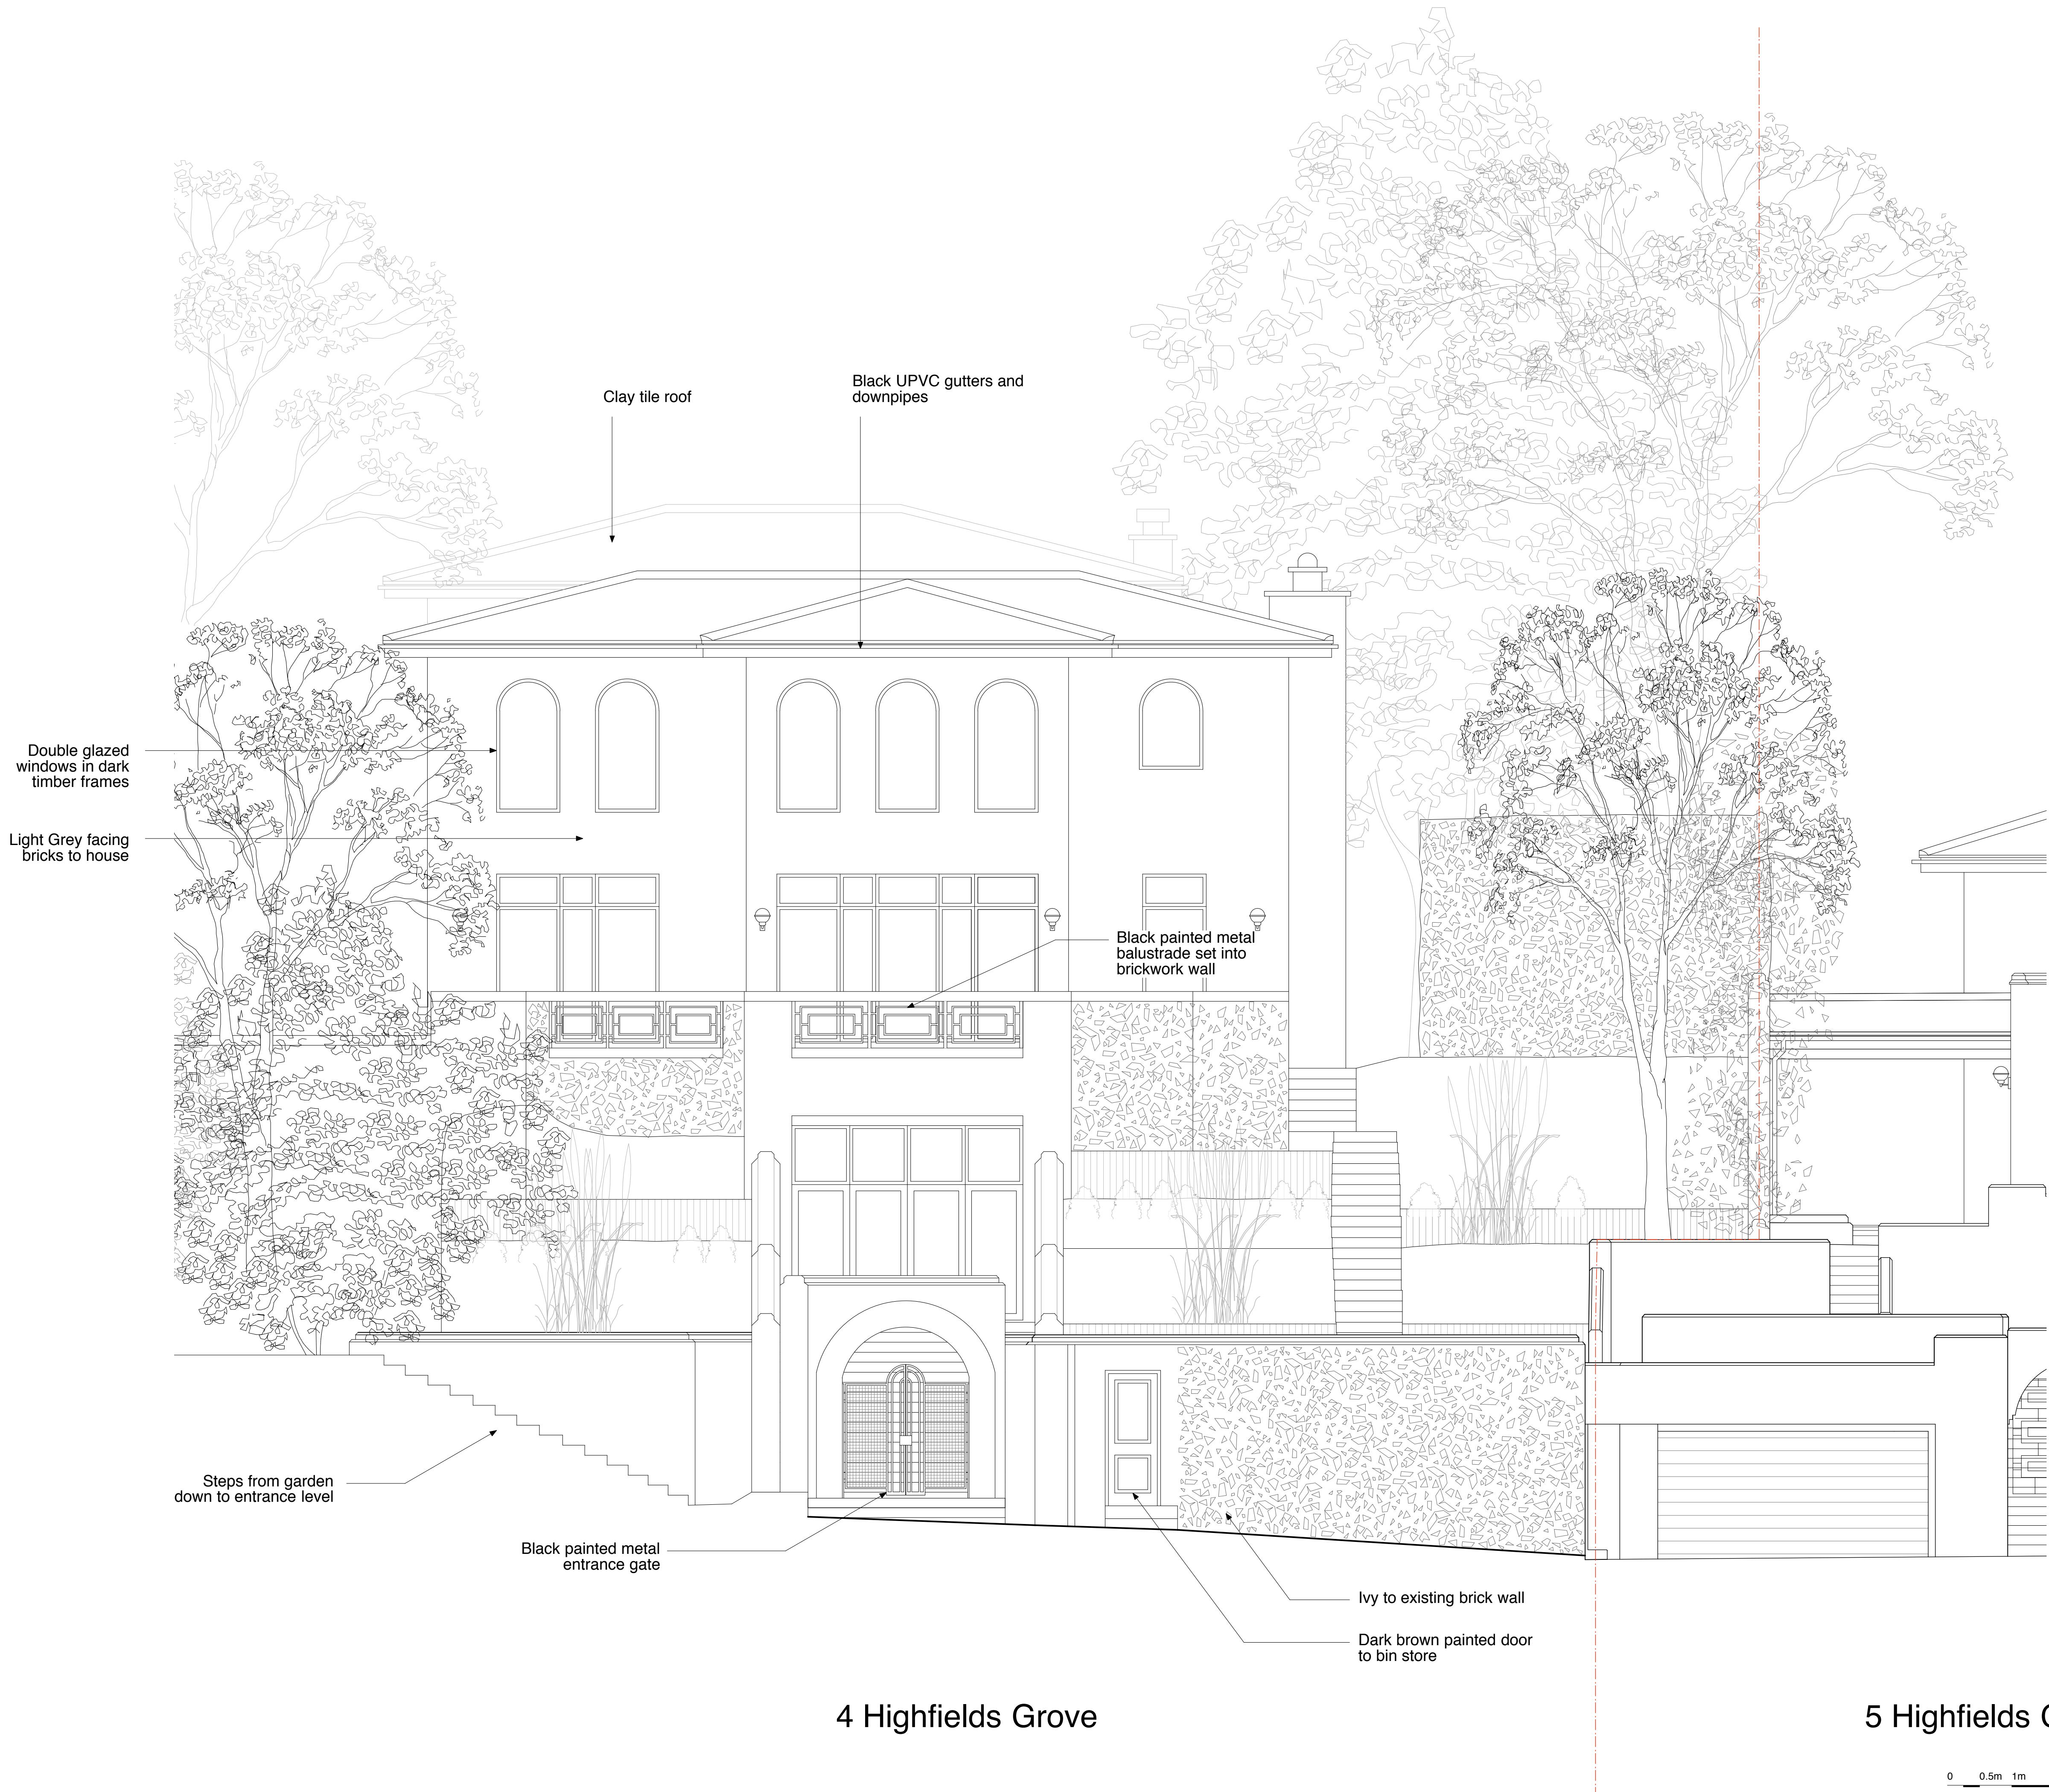 Black UPVC gutters and
downpipes
Clay tile roof
Double glazed
windows in dark
timber frames
Light Grey facing
bricks to house
Black painted metal
balustrade set into
brickwork wall
Steps from garden
down to entrance level
Black painted metal
entrance gate
Ivy to existing brick wall
Dark brown painted door
to bin store
4 Highfields Grove
5 Highfields
0 0.5m 1m